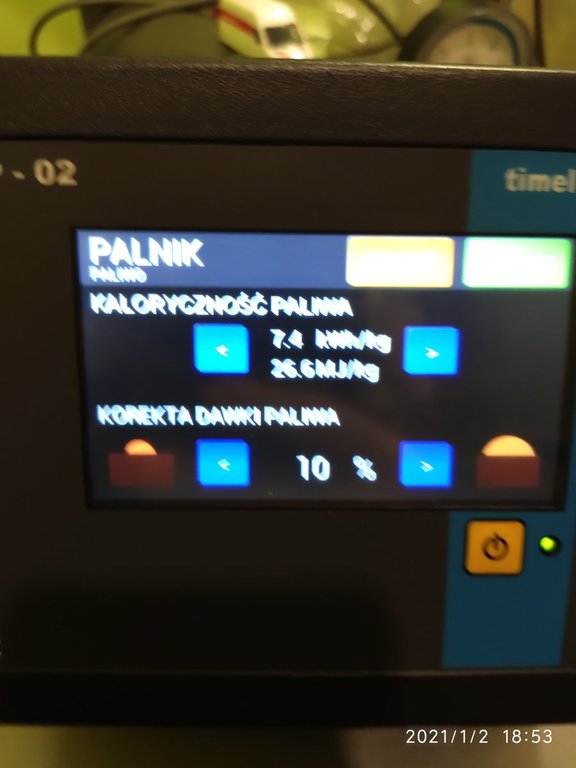 - 02
timel
PALNIK
PALIWO
KALORYCZNOŚĆ PALIWA
< 7.4 kWh/kg >
26.6MJ/kg
KOREKTA DAWKI PALIWA
< 10 % >
2021/1/2 18:53